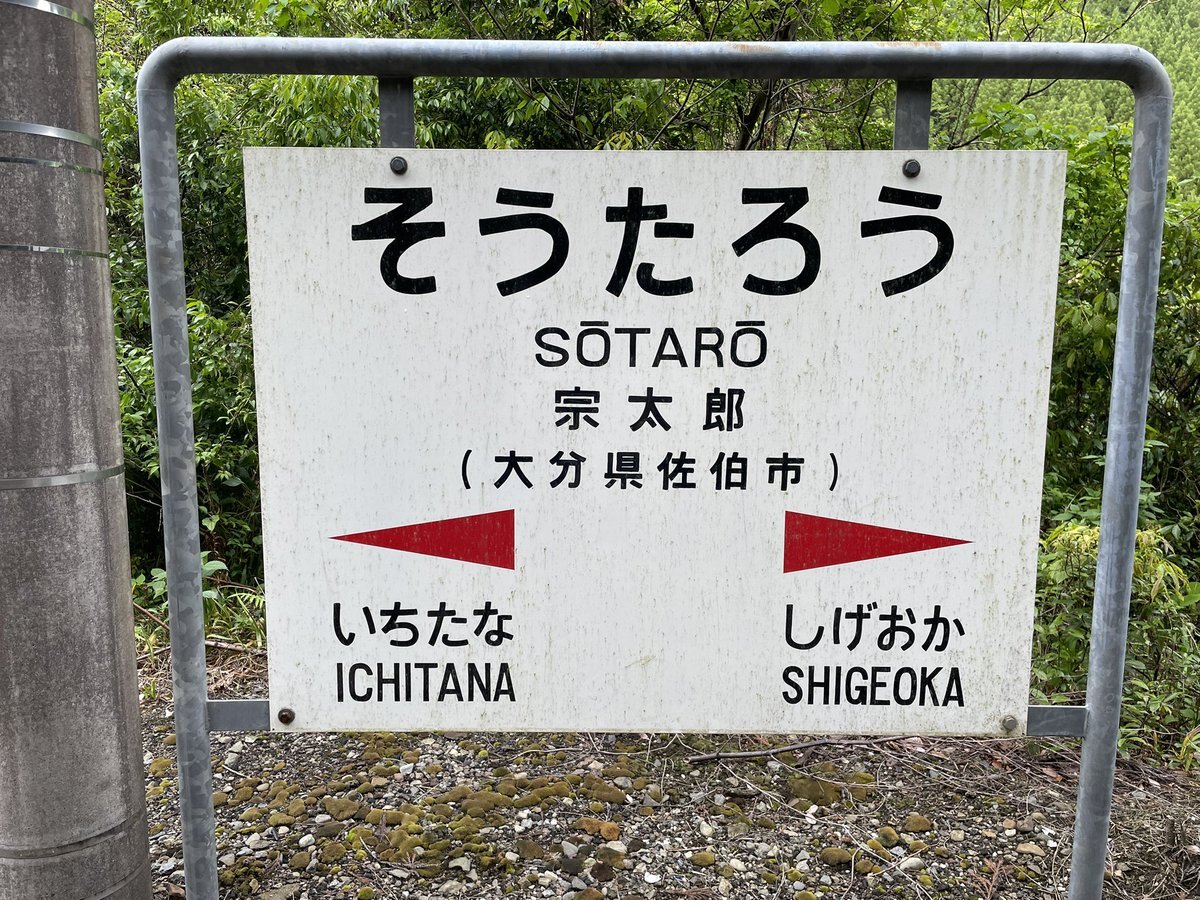 そうたろう
SŌTARŌ
宗太郎
(大分県佐伯市)
いちたな しげおか
ICHITANA SHIGEOKA